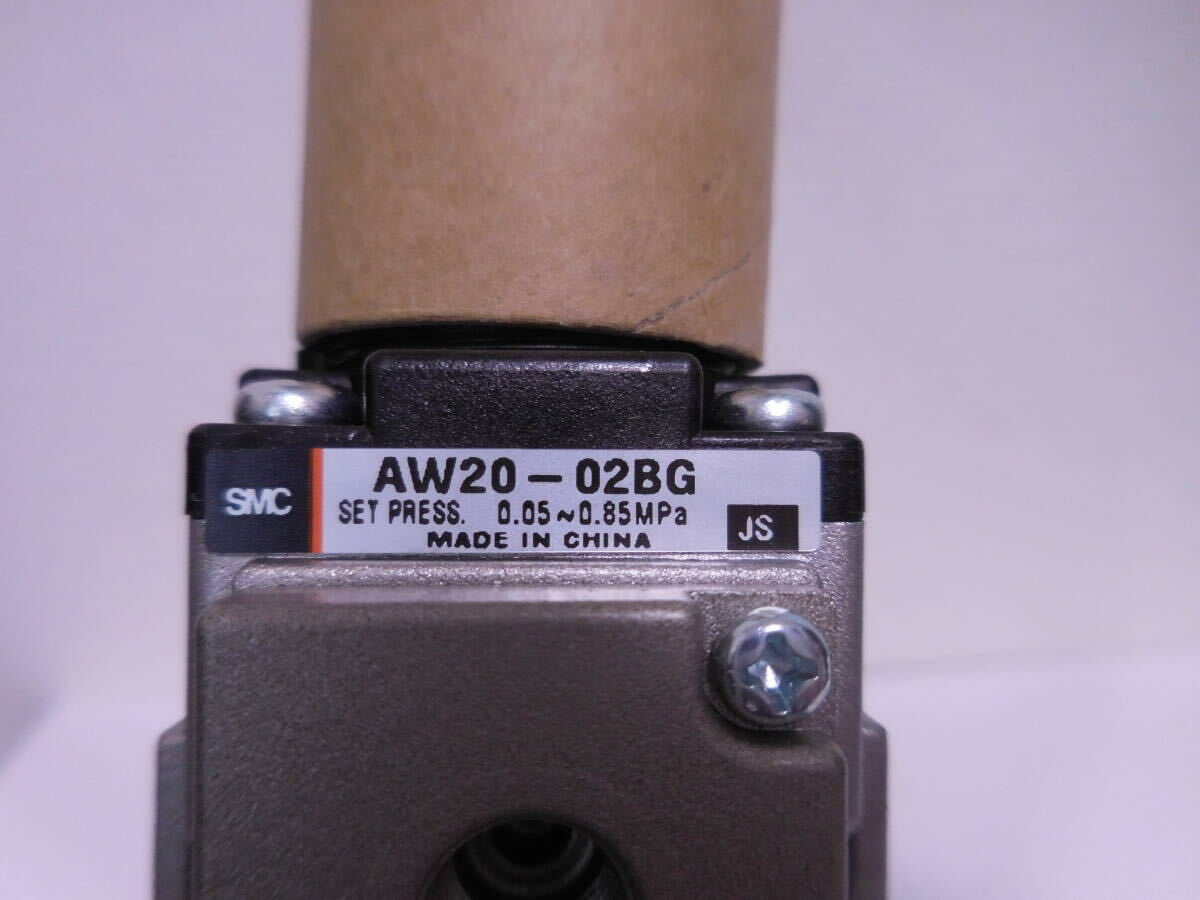 SMC
AW20-02BG
SET PRESS. 0.05~0.85MPa
MADE IN CHINA
JS